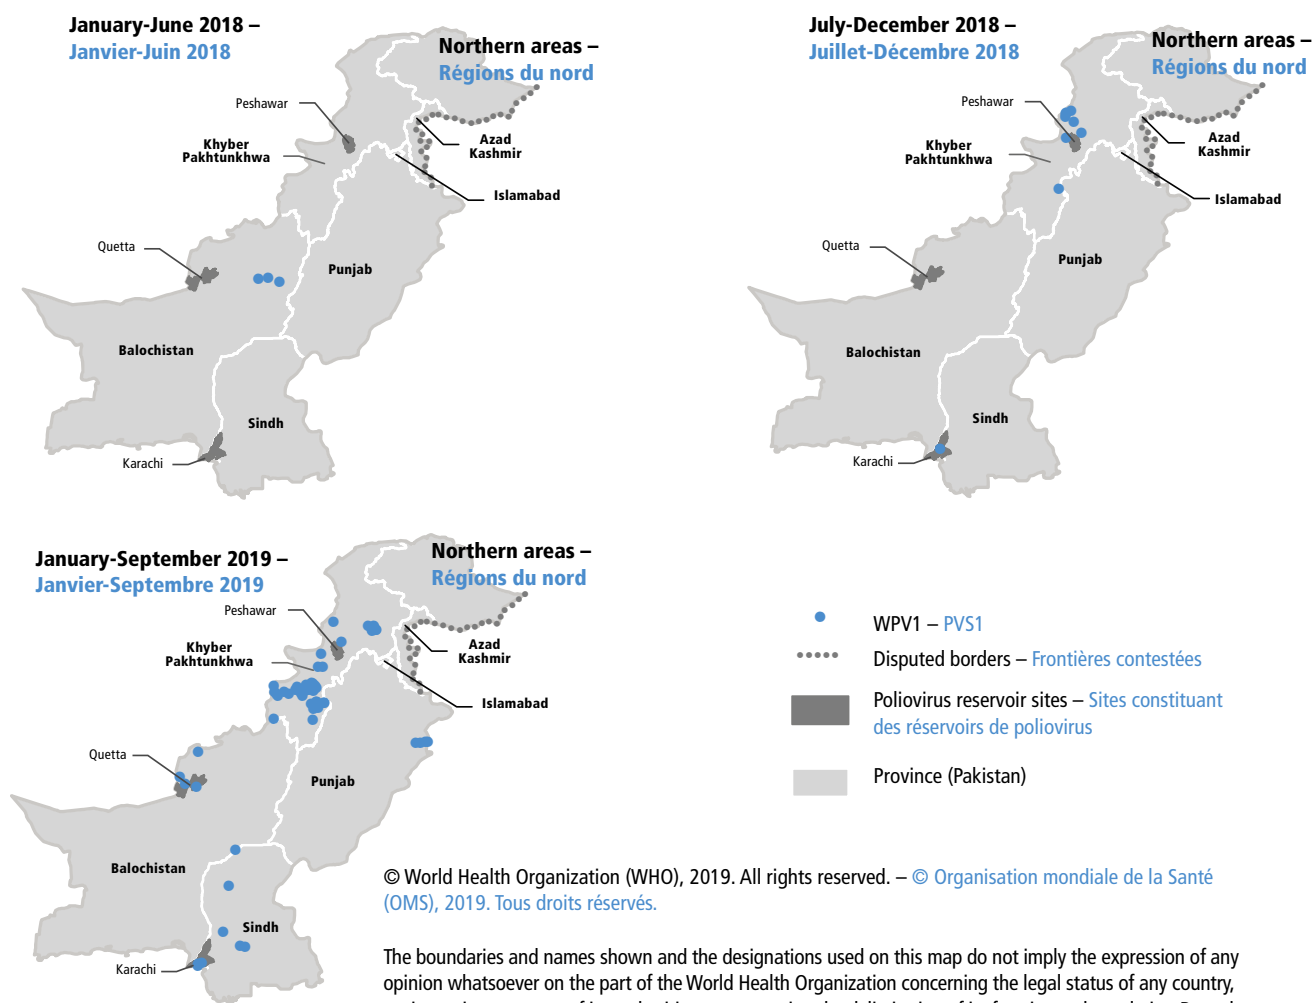 January-June 2018 –
Janvier-Juin 2018
Northern areas –
Régions du nord
Peshawar
Khyber
Pakhtunkhwa
Azad
Kashmir
Islamabad
Quetta
Punjab
Balochistan
Sindh
Karachi
July-December 2018 –
Juillet-Décembre 2018
Northern areas –
Régions du nord
Peshawar
Khyber
Pakhtunkhwa
Azad
Kashmir
Islamabad
Quetta
Punjab
Balochistan
Sindh
Karachi
January-September 2019 –
Janvier-Septembre 2019
Northern areas –
Régions du nord
Peshawar
Khyber
Pakhtunkhwa
Azad
Kashmir
Islamabad
Quetta
Punjab
Balochistan
Sindh
Karachi
WPV1 – PVS1
Disputed borders – Frontières contestées
Poliovirus reservoir sites – Sites constituant
des réservoirs de poliovirus
Province (Pakistan)
© World Health Organization (WHO), 2019. All rights reserved. – © Organisation mondiale de la Santé
(OMS), 2019. Tous droits réservés.
The boundaries and names shown and the designations used on this map do not imply the expression of any
opinion whatsoever on the part of the World Health Organization concerning the legal status of any country,